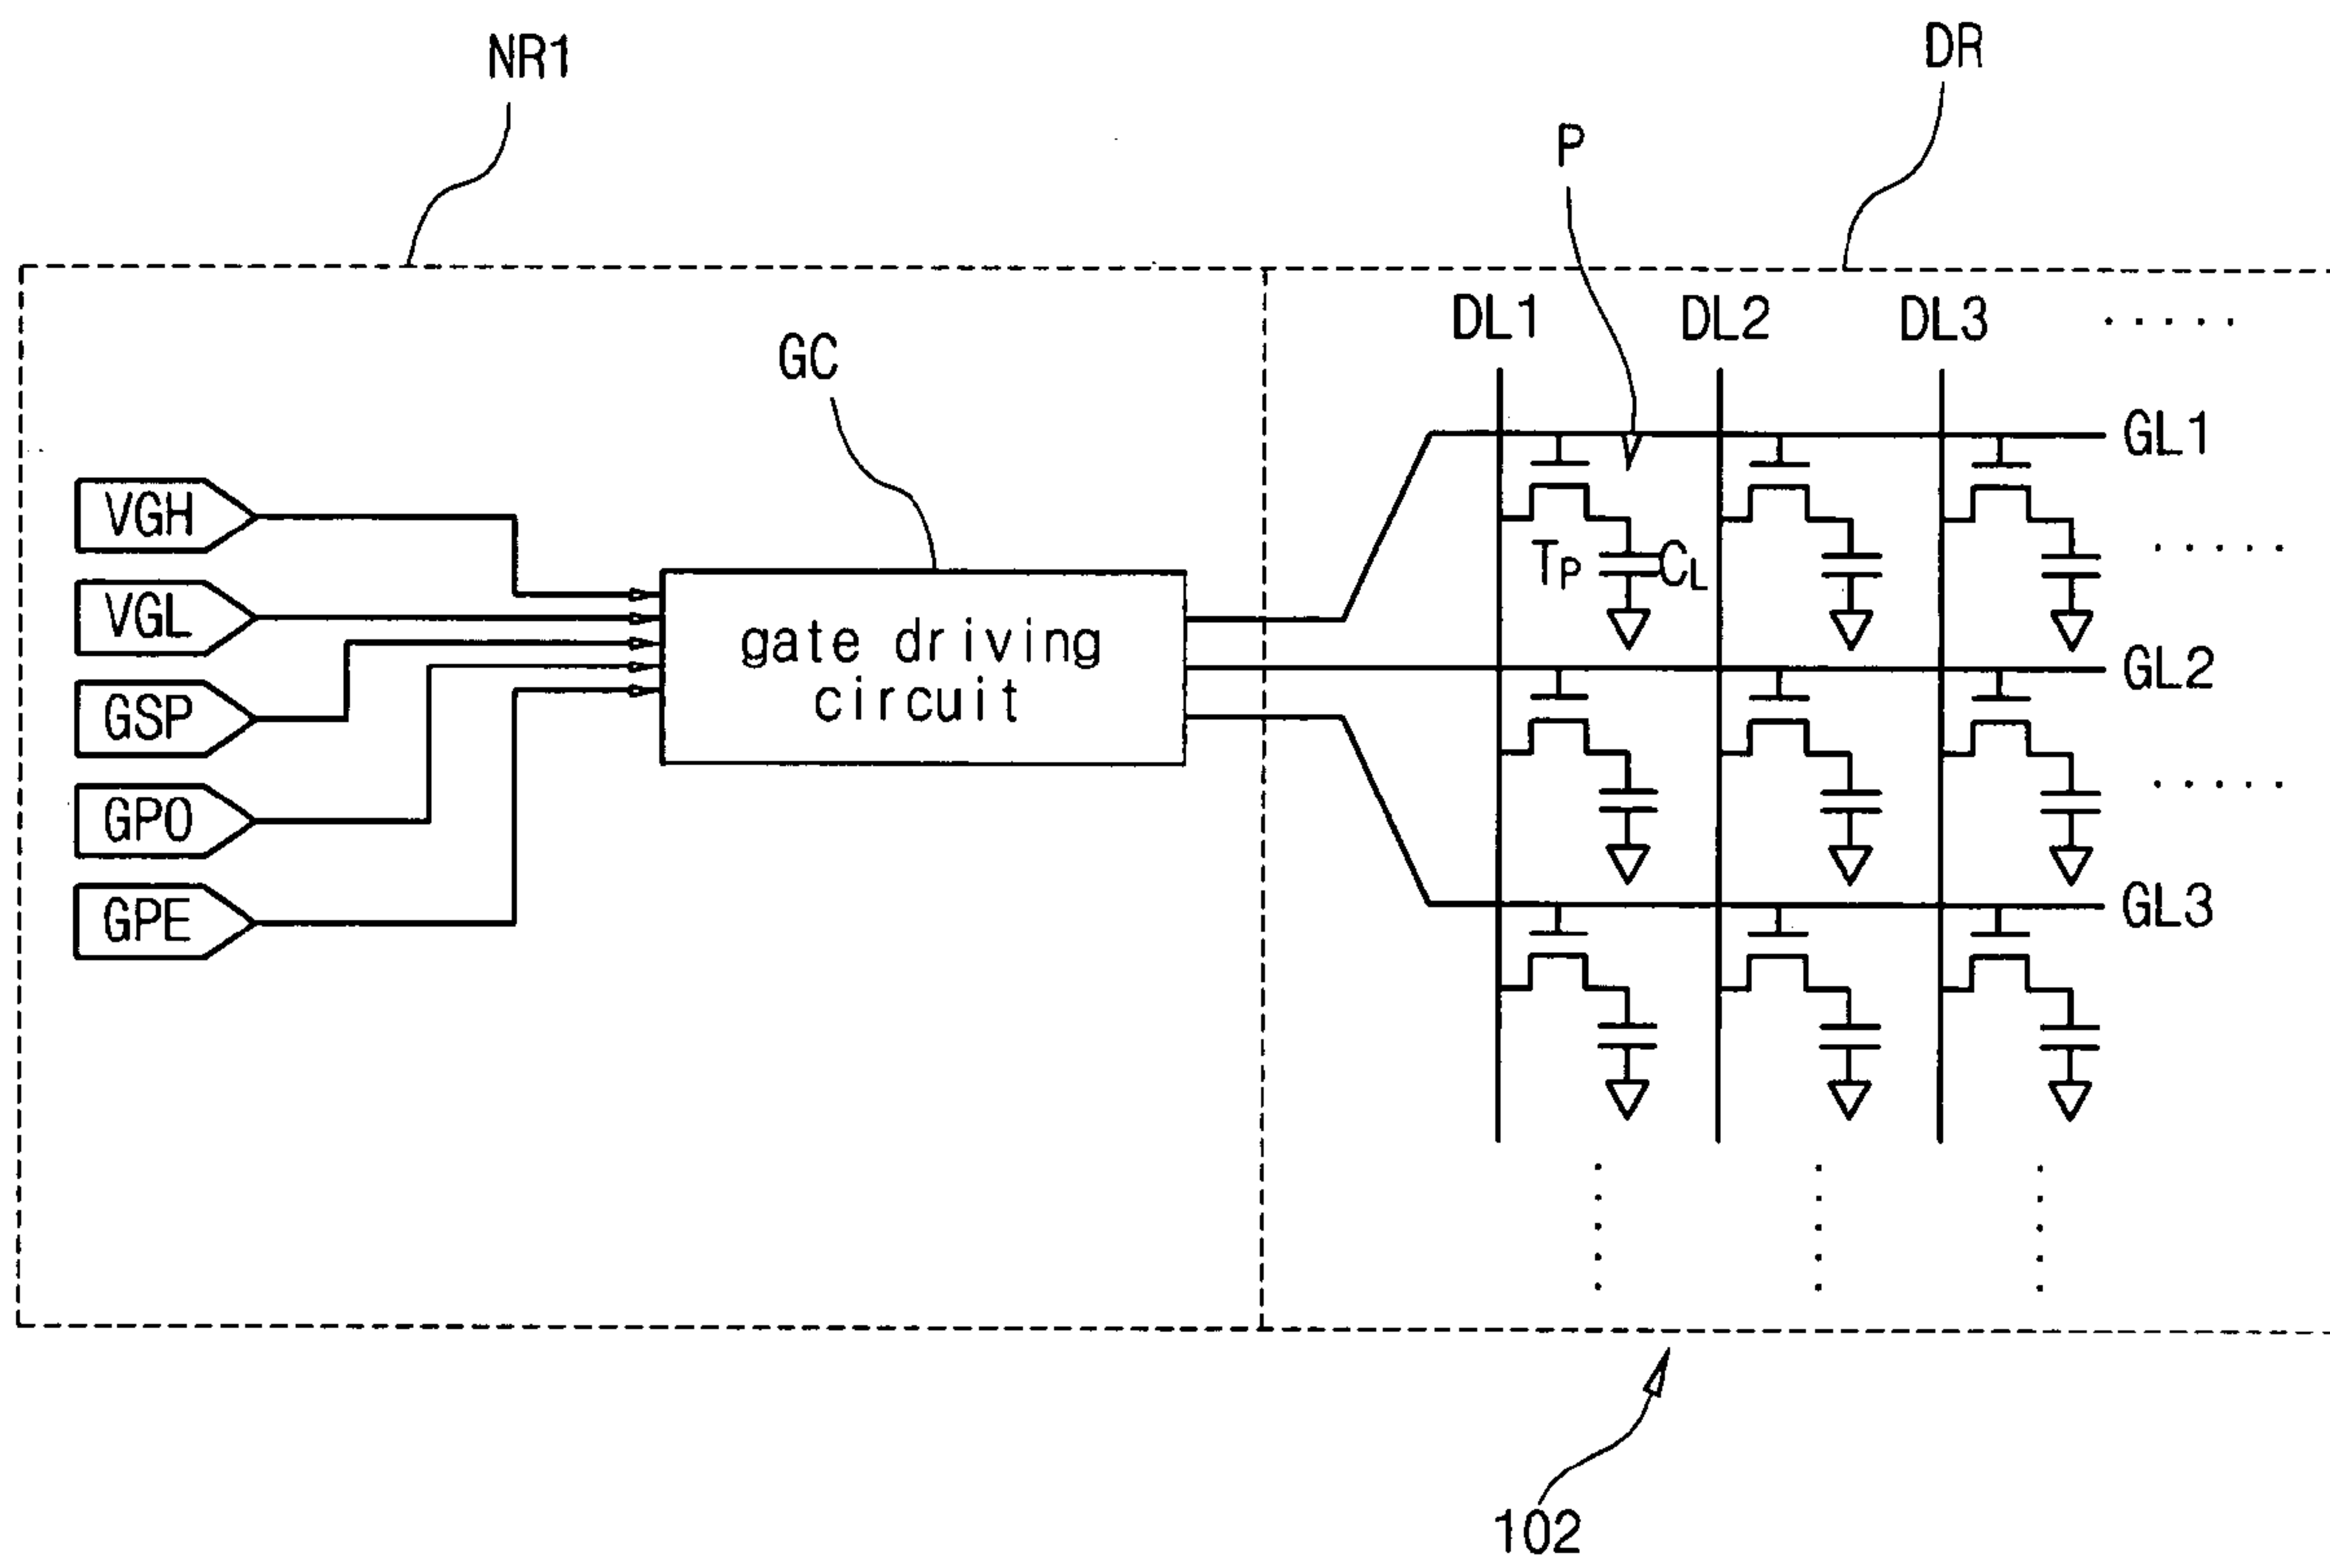 NR1
DR
P
DL1 DL2 DL3 .....
GC
GL1
VGH
TP CL .....
VGL
gate driving
circuit
GL2
GSP
.....
GPO
GPE
GL3
102